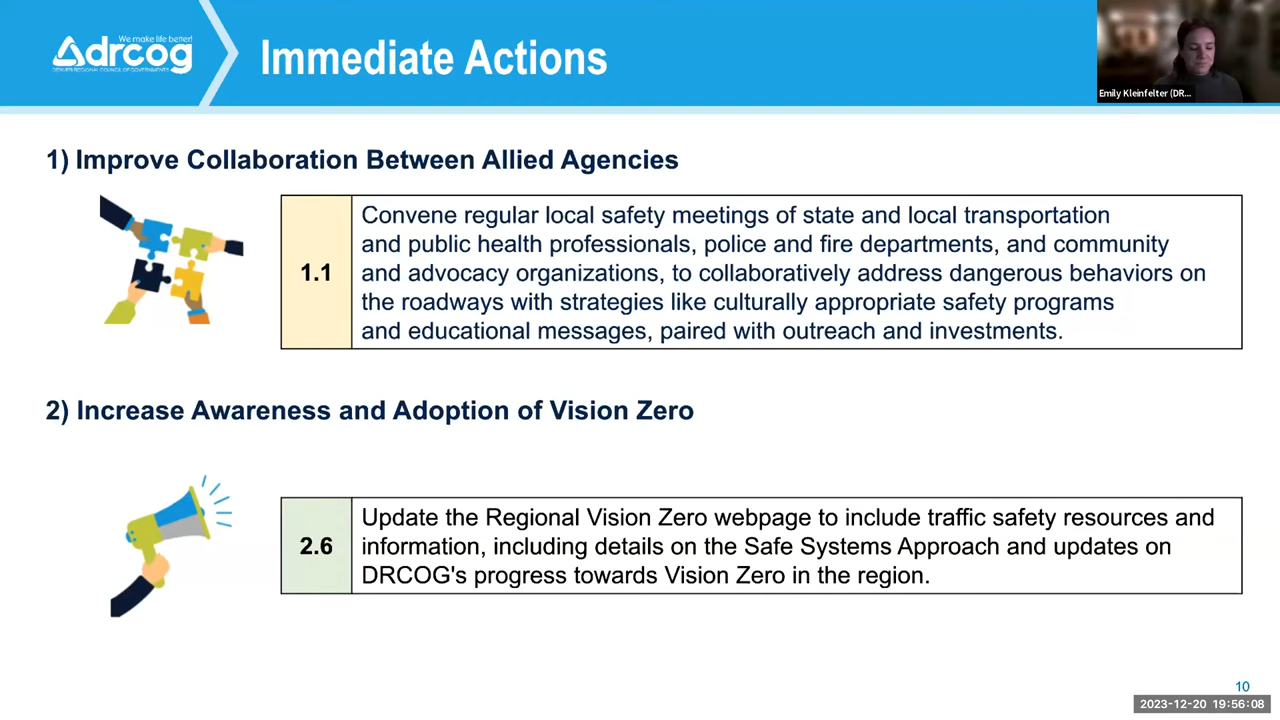 We make life better!
drcog
DENVER REGIONAL COUNCIL OF GOVERNMENTS
Immediate Actions
Emily Kleinfelter (DR...
1) Improve Collaboration Between Allied Agencies
1.1
Convene regular local safety meetings of state and local transportation
and public health professionals, police and fire departments, and community
and advocacy organizations, to collaboratively address dangerous behaviors on
the roadways with strategies like culturally appropriate safety programs
and educational messages, paired with outreach and investments.
2) Increase Awareness and Adoption of Vision Zero
2.6
Update the Regional Vision Zero webpage to include traffic safety resources and
information, including details on the Safe Systems Approach and updates on
DRCOG's progress towards Vision Zero in the region.
10
2023-12-20 19:56:08